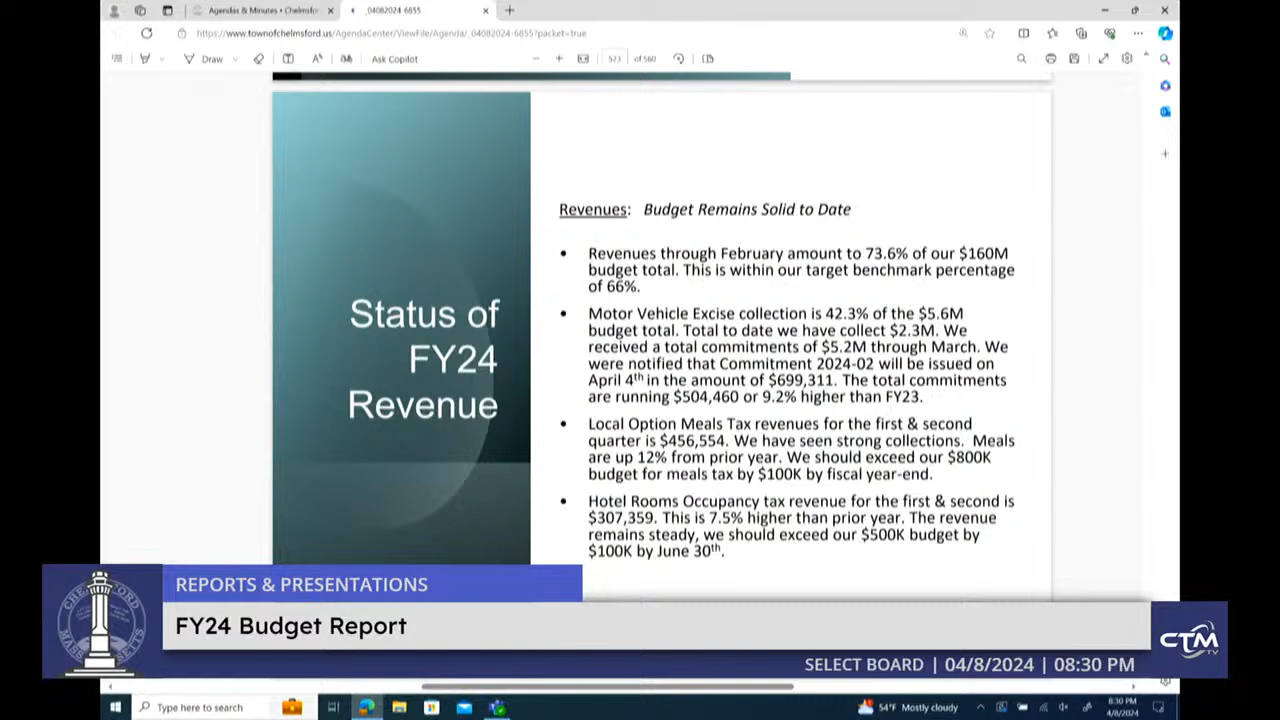 Agendas & Minutes • Chelmsfor
_04082024-6855
https://www.townofchelmsford.us/AgendaCenter/ViewFile/Agenda/_04082024-6855?packet=true
Draw
Ask Copilot
573 of 560
Status of
FY24
Revenue
Revenues: Budget Remains Solid to Date
• Revenues through February amount to 73.6% of our $160M
budget total. This is within our target benchmark percentage
of 66%.
• Motor Vehicle Excise collection is 42.3% of the $5.6M
budget total. Total to date we have collect $2.3M. We
received a total commitments of $5.2M through March. We
were notified that Commitment 2024-02 will be issued on
April 4th in the amount of $699,311. The total commitments
are running $504,460 or 9.2% higher than FY23.
• Local Option Meals Tax revenues for the first & second
quarter is $456,554. We have seen strong collections. Meals
are up 12% from prior year. We should exceed our $800K
budget for meals tax by $100K by fiscal year-end.
• Hotel Rooms Occupancy tax revenue for the first & second is
$307,359. This is 7.5% higher than prior year. The revenue
remains steady, we should exceed our $500K budget by
$100K by June 30th.
REPORTS & PRESENTATIONS
FY24 Budget Report
SELECT BOARD | 04/8/2024 | 08:30 PM
CTM
TV
Type here to search
54°F Mostly cloudy
8:30 PM
4/8/2024